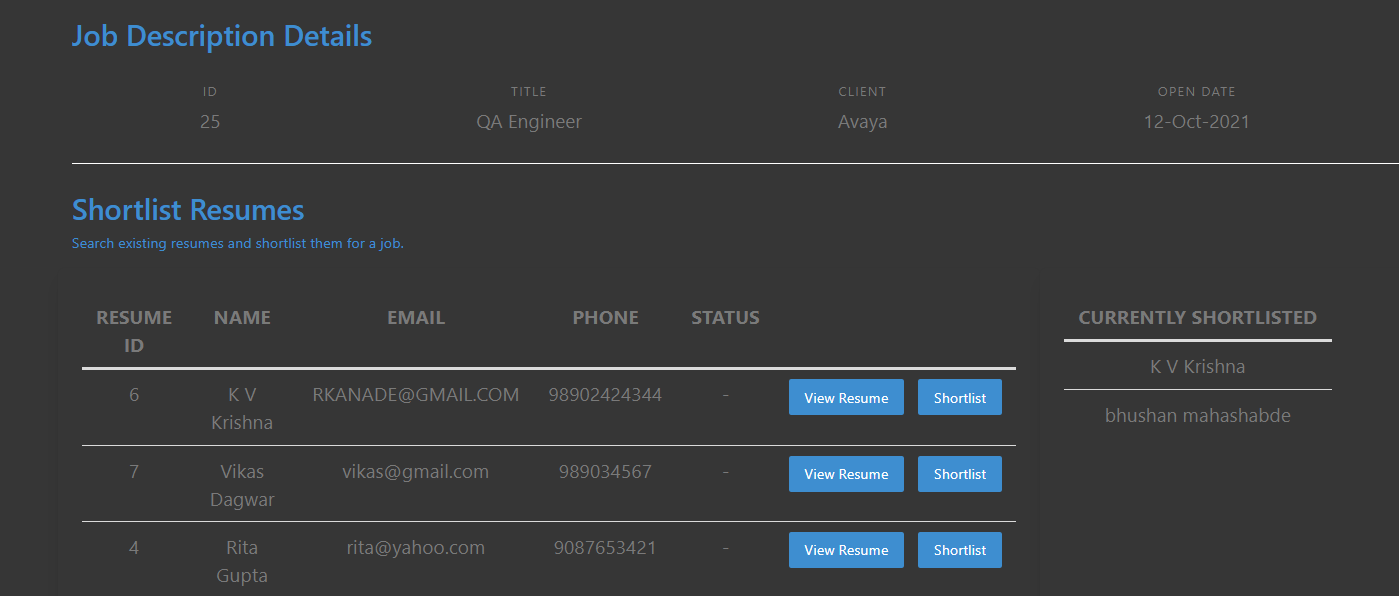 Job Description Details
ID TITLE CLIENT OPEN DATE
25 QA Engineer Avaya 12-Oct-2021
Shortlist Resumes
Search existing resumes and shortlist them for a job.
RESUME NAME EMAIL PHONE STATUS
ID
6 K V RKANADE@GMAIL.COM 98902424344 - View Resume Shortlist
Krishna
7 Vikas vikas@gmail.com 989034567 - View Resume Shortlist
Dagwar
4 Rita rita@yahoo.com 9087653421 - View Resume Shortlist
Gupta
CURRENTLY SHORTLISTED
K V Krishna
bhushan mahashabde